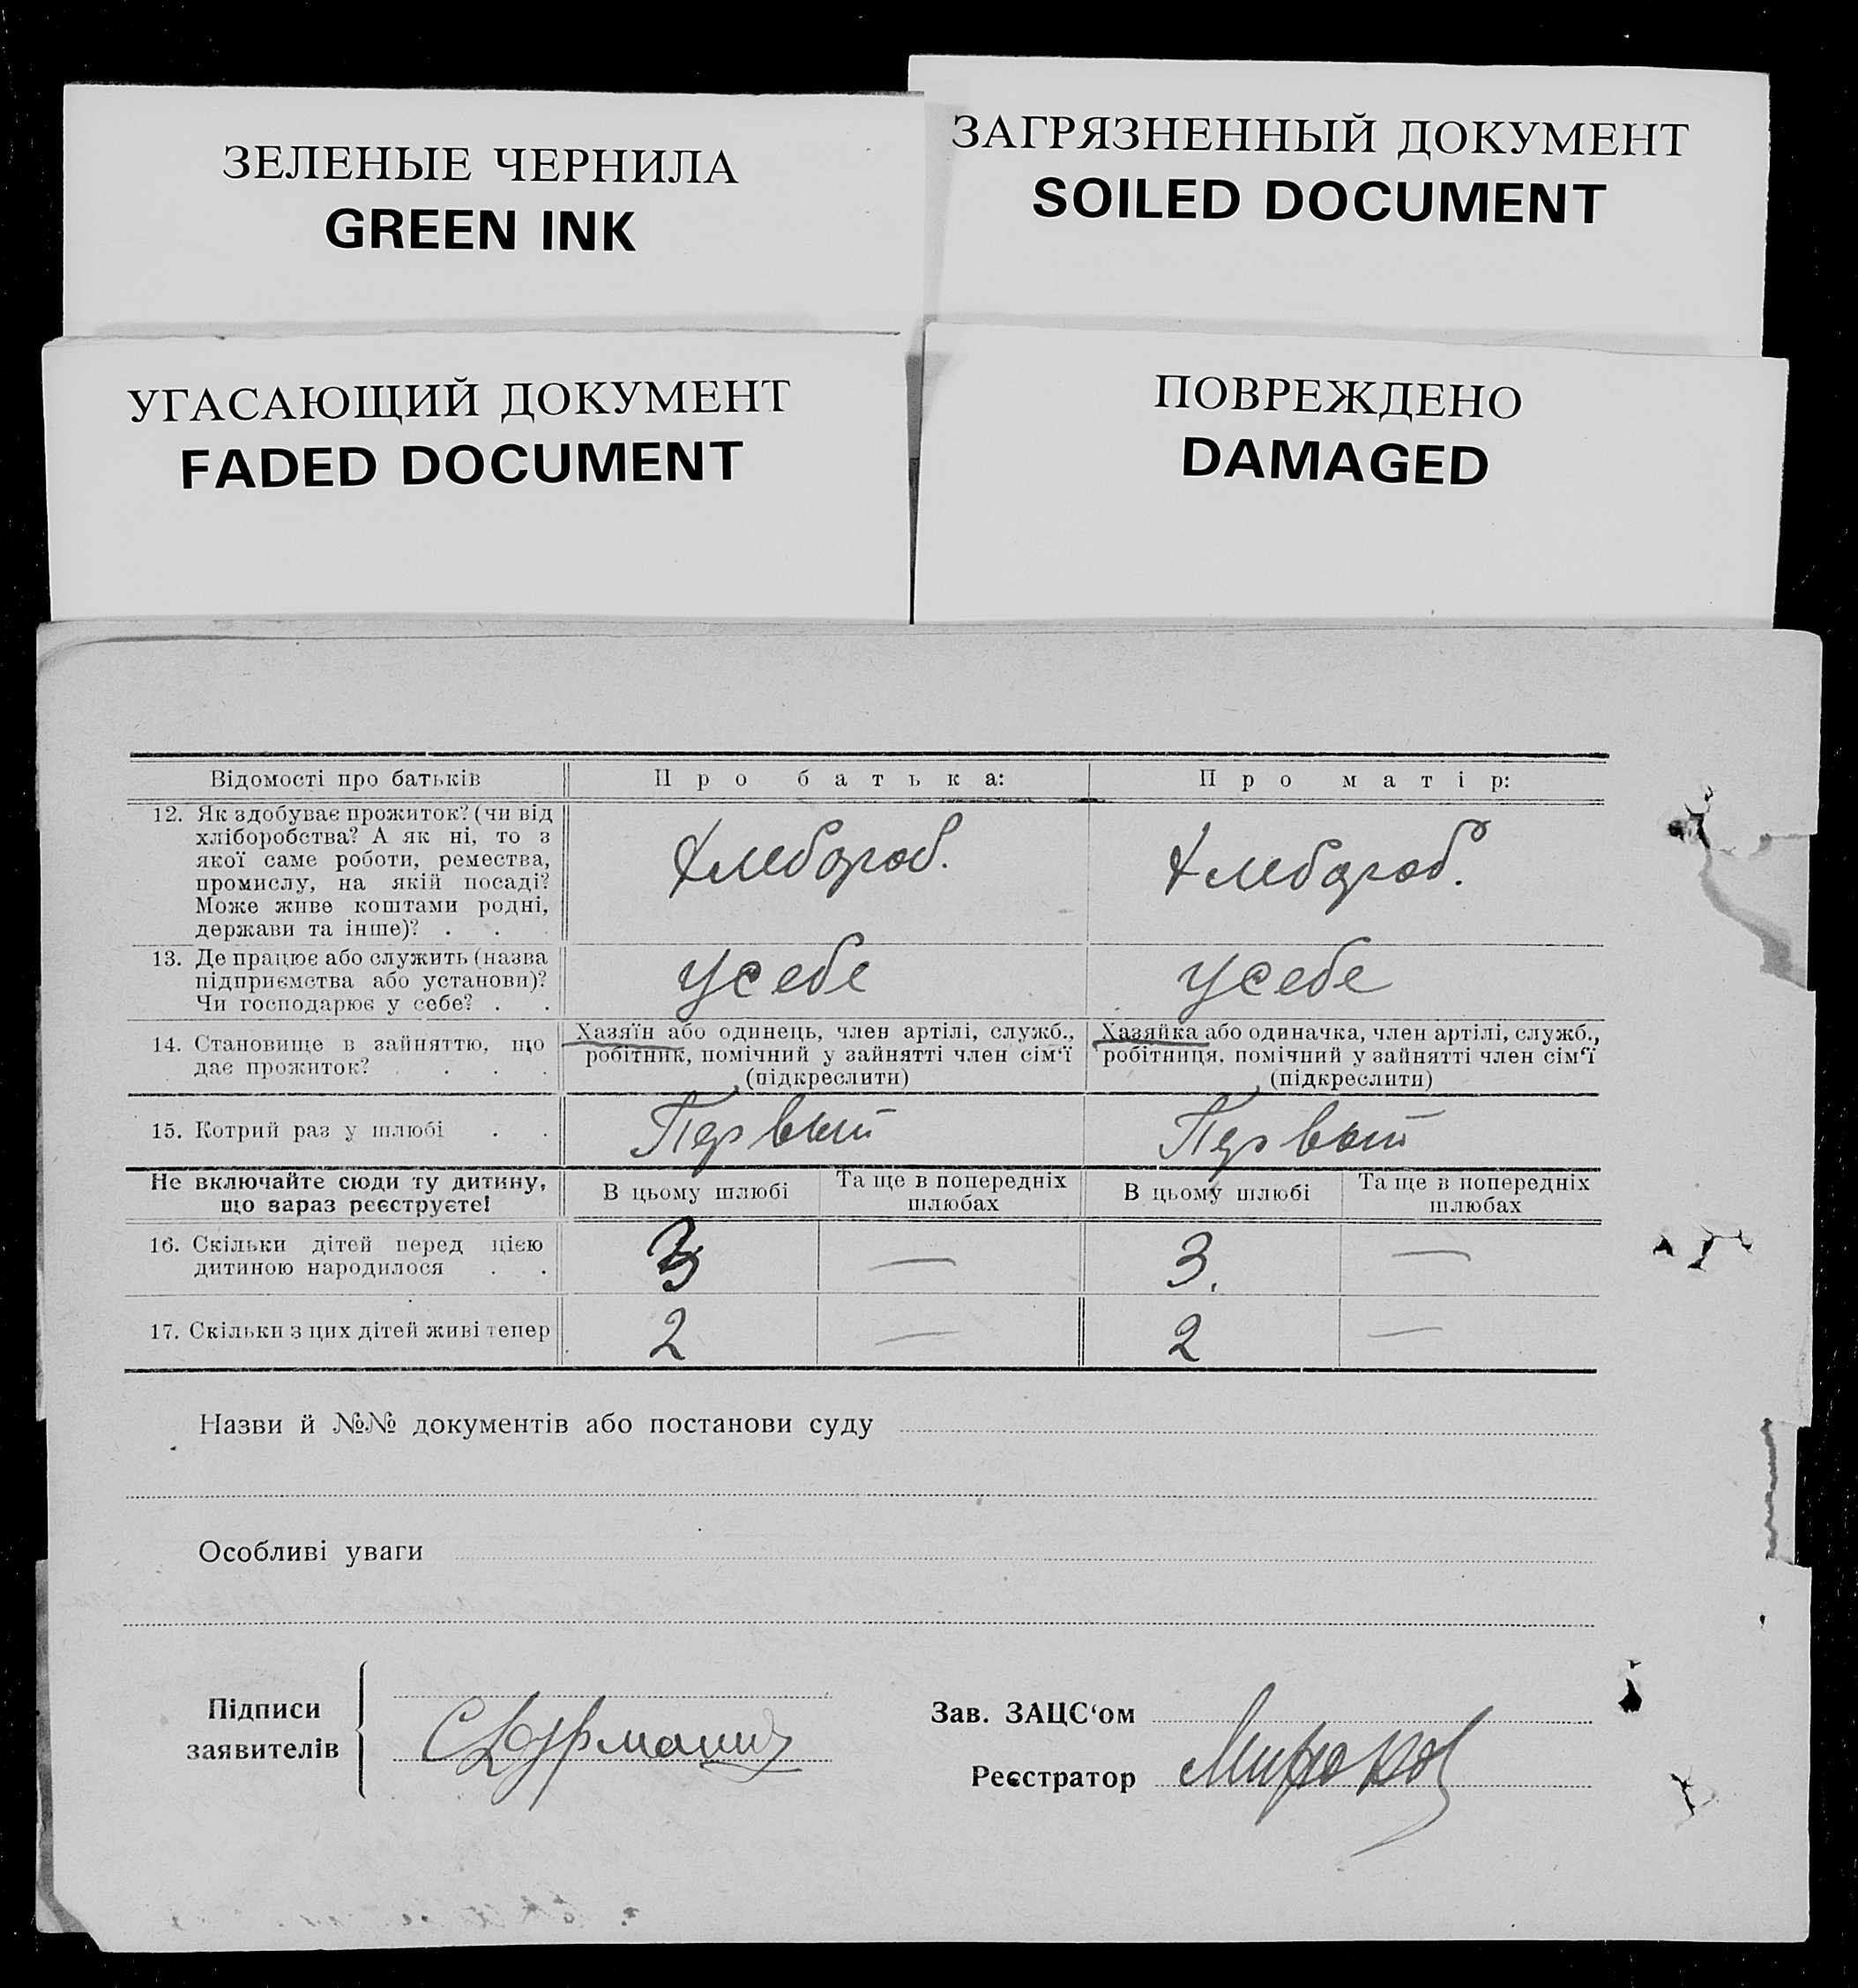 ЗЕЛЕНЫЕ ЧЕРНИЛА
GREEN INK
ЗАГРЯЗНЕННЫЙ ДОКУМЕНТ
SOILED DOCUMENT
УГАСАЮЩИЙ ДОКУМЕНТ
FADED DOCUMENT
ПОВРЕЖДЕНО
DAMAGED
Відомості про батьків
Про батька:
Про матір:
12. Як здобуває прожиток? (чи від
хліборобства? А як ні, то з
якої саме роботи, ремества,
промислу, на якій посаді?
Може живе коштами родні,
держави та інше)? . .
Хлебороб.
Хлебороб.
13. Де працює або служить (назва
підприємства або установи)?
Чи господарює у себе? . .
у себе
у себе
14. Становище в зайняттю, що
дає прожиток? . . .
Хазяїн або одинець, член артілі, служб.,
робітник, помічний у зайнятті член сім'ї
(підкреслити)
Хазяйка або одиначка, член артілі, служб.,
робітниця, помічний у зайнятті член сім'ї
(підкреслити)
15. Котрий раз у шлюбі . .
Первый
Первый
Не включайте сюди ту дитину,
що зараз реєструєте!
В цьому шлюбі
Та ще в попередніх
шлюбах
В цьому шлюбі
Та ще в попередніх
шлюбах
16. Скільки дітей перед цією
дитиною народилося . .
3
—
3.
—
17. Скільки з цих дітей живі тепер
2
—
2
—
Назви й №№ документів або постанови суду
Особливі уваги
Підписи
заявителів
Зав. ЗАЦС‘ом
Реєстратор